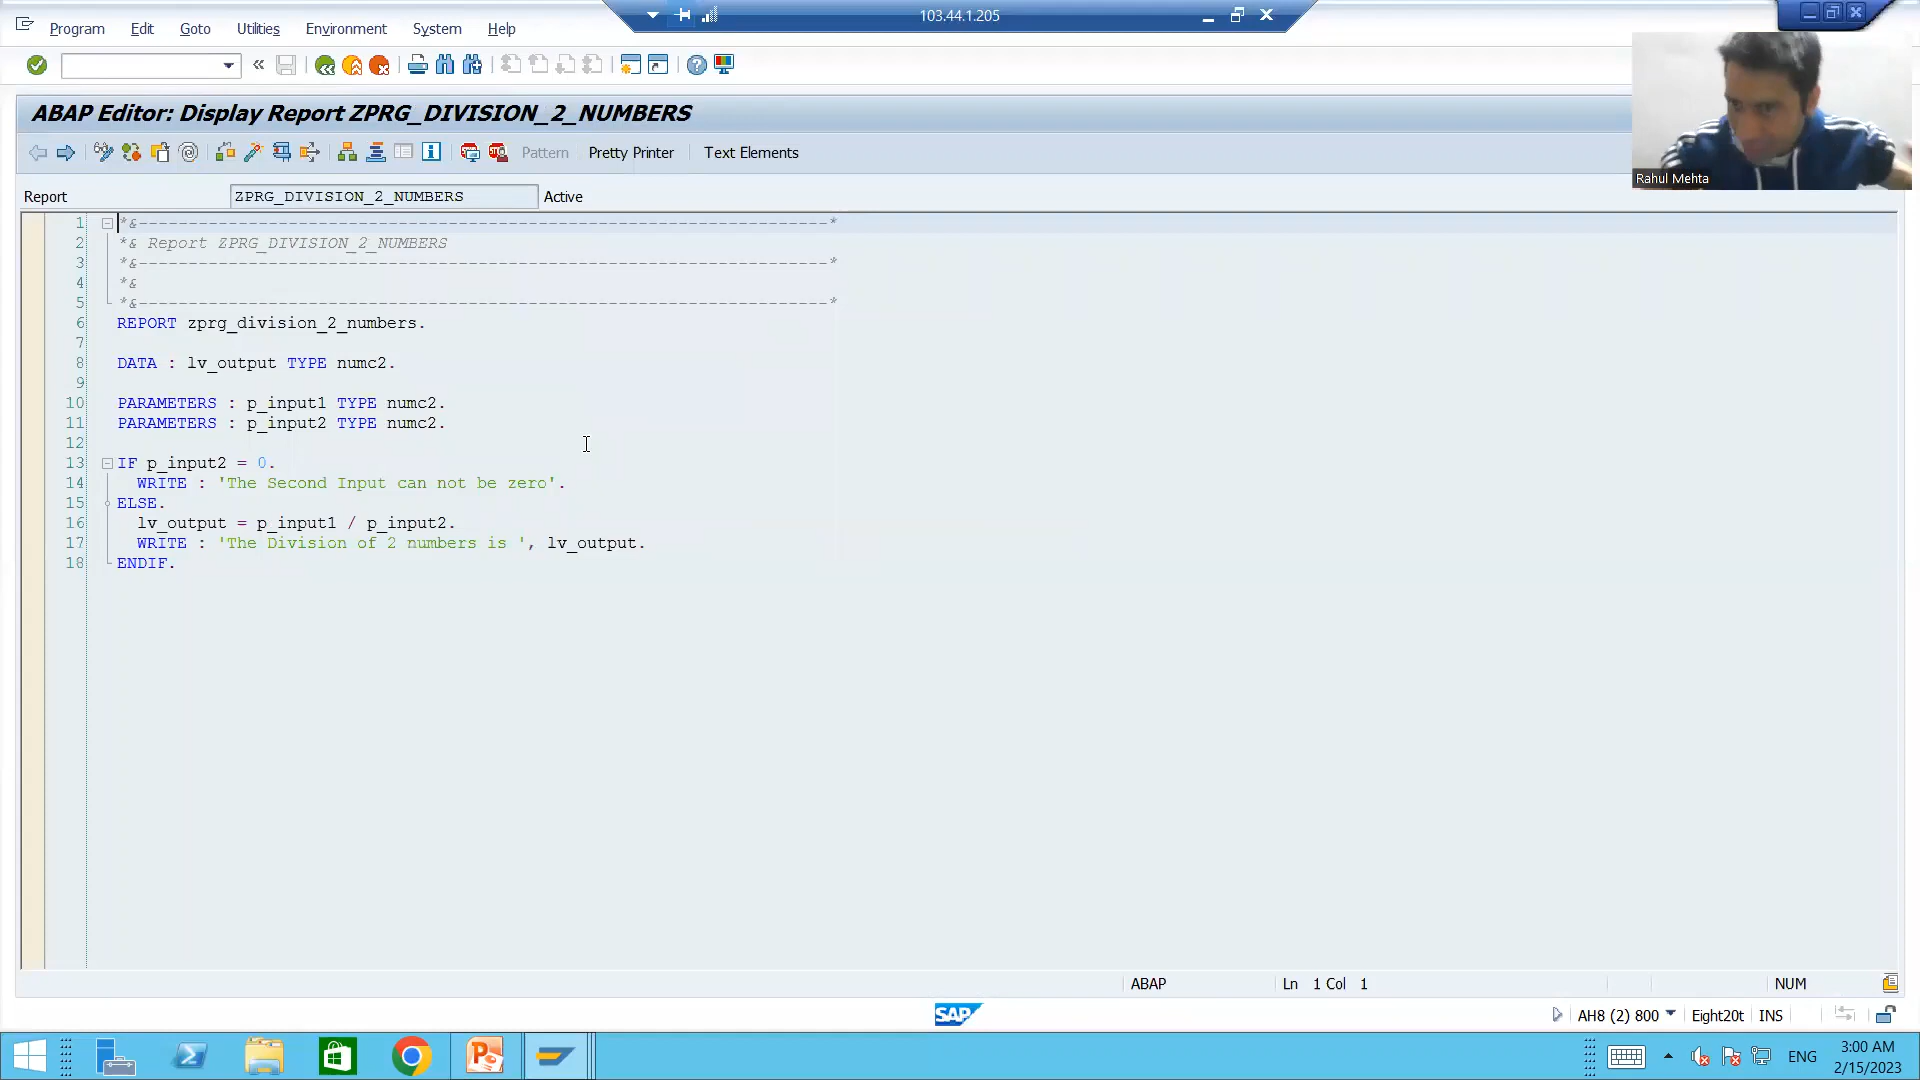 103.44.1.205
Program Edit Goto Utilities Environment System Help
ABAP Editor: Display Report ZPRG_DIVISION_2_NUMBERS
Pattern Pretty Printer Text Elements
Rahul Mehta
Report ZPRG_DIVISION_2_NUMBERS Active
1 *&---------------------------------------------------------------------*
2 *& Report ZPRG_DIVISION_2_NUMBERS
3 *&---------------------------------------------------------------------*
4 *&
5 *&---------------------------------------------------------------------*
6 REPORT zprg_division_2_numbers.
7
8 DATA : lv_output TYPE numc2.
9
10 PARAMETERS : p_input1 TYPE numc2.
11 PARAMETERS : p_input2 TYPE numc2.
12
13 IF p_input2 = 0.
14 WRITE : 'The Second Input can not be zero'.
15 ELSE.
16 lv_output = p_input1 / p_input2.
17 WRITE : 'The Division of 2 numbers is ', lv_output.
18 ENDIF.
ABAP Ln 1 Col 1 NUM
SAP AH8 (2) 800 Eight20t INS
ENG 3:00 AM
2/15/2023